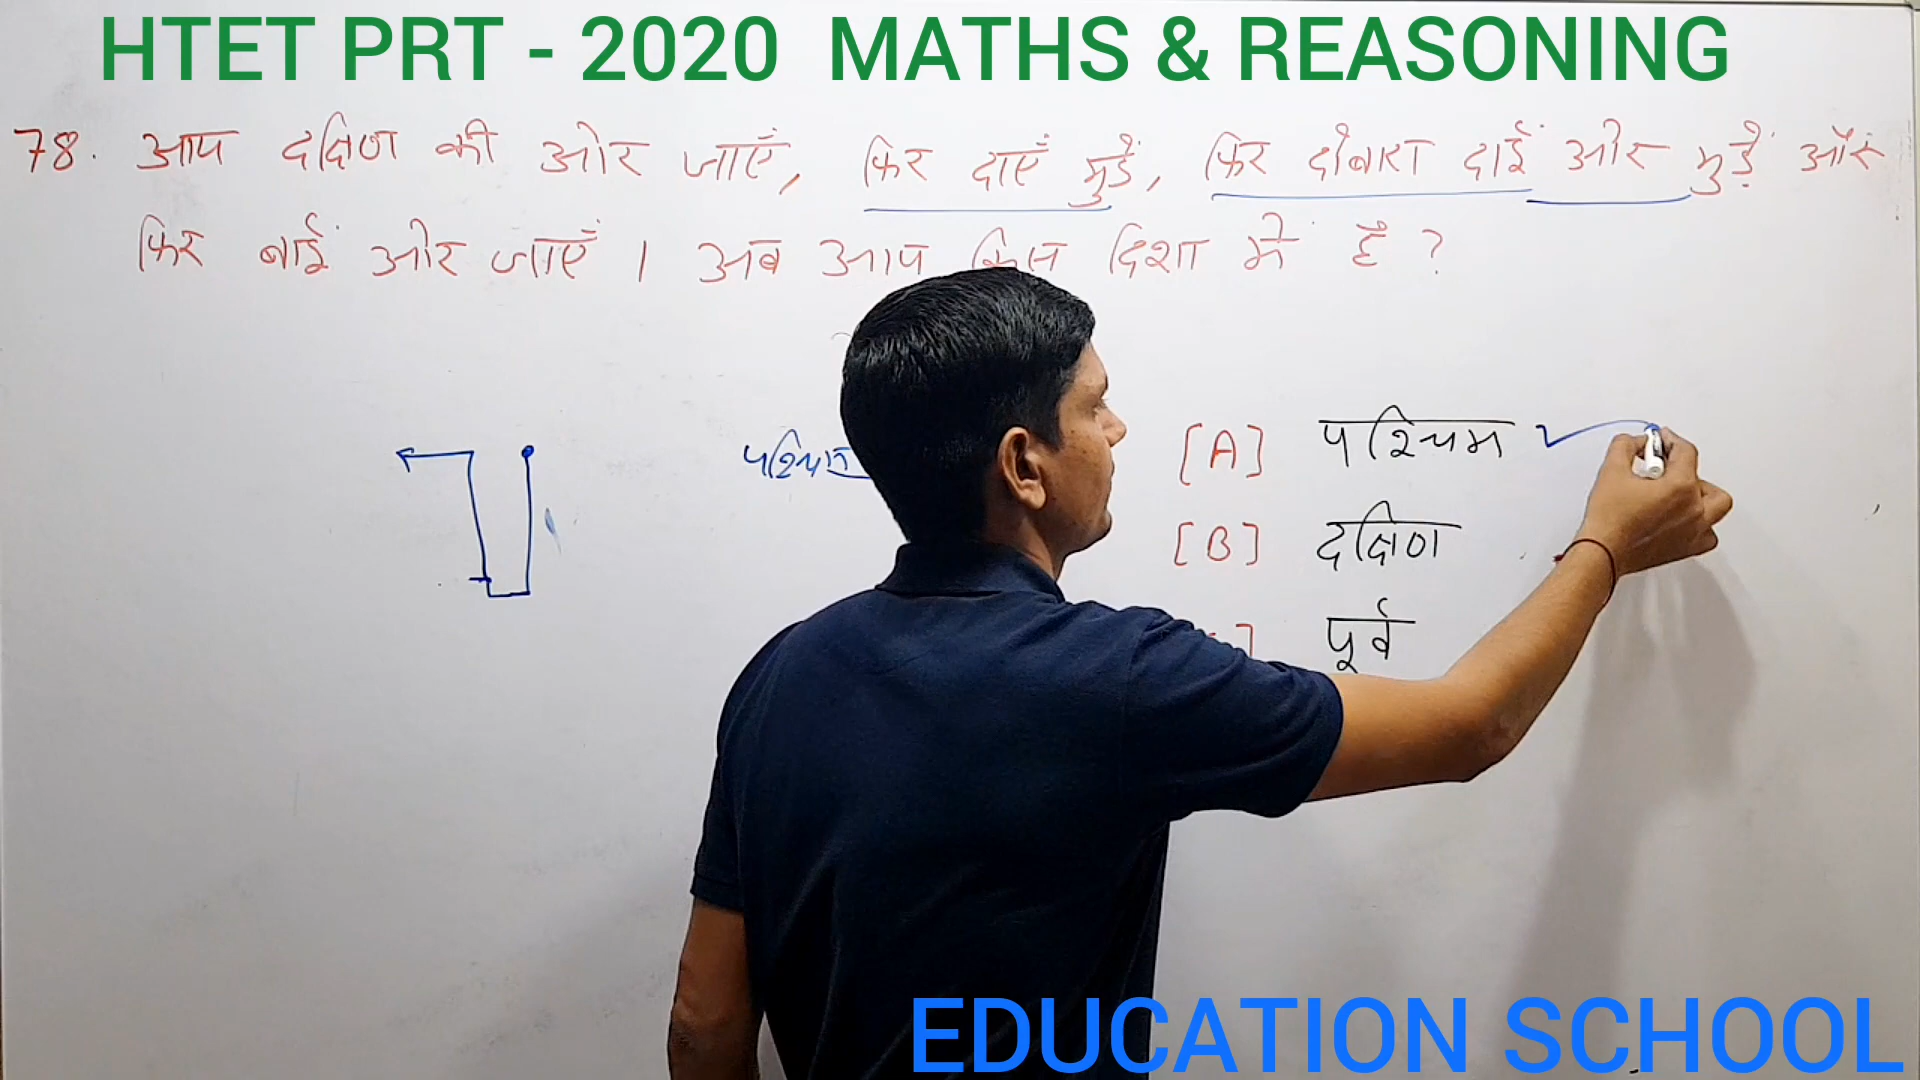 HTET PRT - 2020 MATHS & REASONING
78. आप दक्षिण की ओर जाएँ, फिर दाएँ मुड़ें, फिर दोबारा दाईं ओर मुड़ें और
फिर बाईं ओर जाएँ । अब आप किस दिशा में हैं ?
पश्चिम
[A] पश्चिम
[B] दक्षिण
पूर्व
EDUCATION SCHOOL